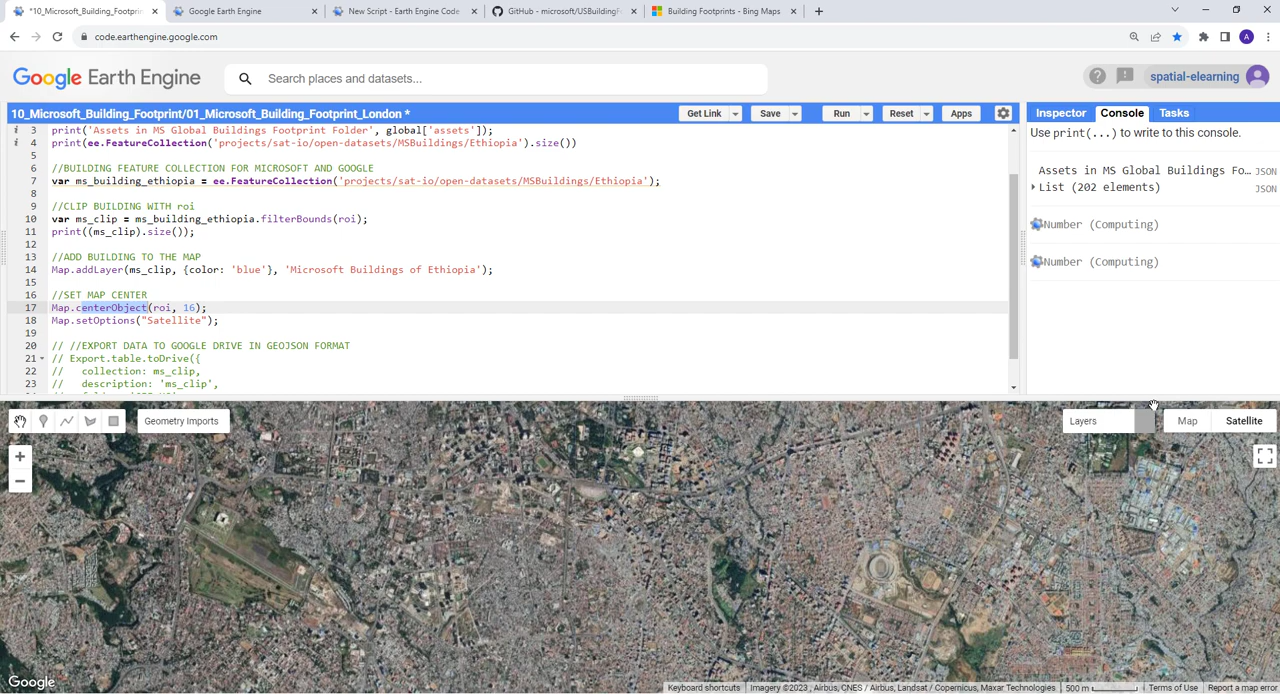 *10_Microsoft_Building_Footprin
Google Earth Engine
New Script - Earth Engine Code
GitHub - microsoft/USBuildingF
Building Footprints - Bing Maps
code.earthengine.google.com
A
Google Earth Engine
Search places and datasets...
spatial-elearning
10_Microsoft_Building_Footprint/01_Microsoft_Building_Footprint_London *
Get Link
Save
Run
Reset
Apps
Inspector
Console
Tasks
i 3 print('Assets in MS Global Buildings Footprint Folder', global['assets']);
i 4 print(ee.FeatureCollection('projects/sat-io/open-datasets/MSBuildings/Ethiopia').size())
5
6 //BUILDING FEATURE COLLECTION FOR MICROSOFT AND GOOGLE
7 var ms_building_ethiopia = ee.FeatureCollection('projects/sat-io/open-datasets/MSBuildings/Ethiopia');
8
9 //CLIP BUILDING WITH roi
10 var ms_clip = ms_building_ethiopia.filterBounds(roi);
11 print((ms_clip).size());
12
13 //ADD BUILDING TO THE MAP
14 Map.addLayer(ms_clip, {color: 'blue'}, 'Microsoft Buildings of Ethiopia');
15
16 //SET MAP CENTER
17 Map.centerObject(roi, 16);
18 Map.setOptions("Satellite");
19
20 // //EXPORT DATA TO GOOGLE DRIVE IN GEOJSON FORMAT
21 // Export.table.toDrive({
22 //   collection: ms_clip,
23 //   description: 'ms_clip',
Use print(...) to write to this console.
Assets in MS Global Buildings Fo... JSON
List (202 elements) JSON
Number (Computing)
Number (Computing)
Geometry Imports
Layers
Map
Satellite
+
−
Google
Keyboard shortcuts
Imagery ©2023 , Airbus, CNES / Airbus, Landsat / Copernicus, Maxar Technologies
500 m
Terms of Use
Report a map error